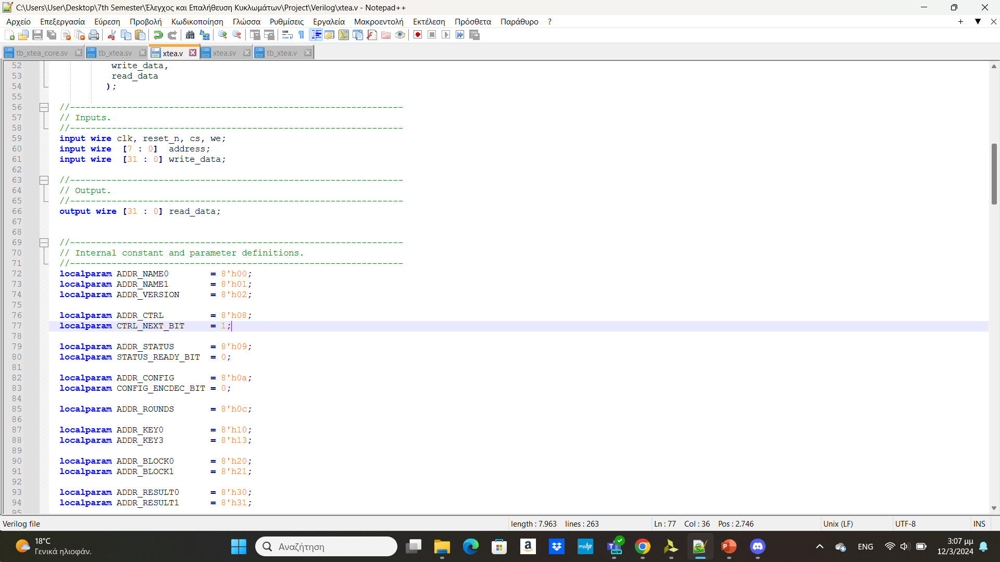 C:\Users\User\Desktop\7th Semester\Έλεγχος και Επαλήθευση Κυκλωμάτων\Project\Verilog\xtea.v - Notepad++
Αρχείο Επεξεργασία Εύρεση Προβολή Κωδικοποίηση Γλώσσα Ρυθμίσεις Εργαλεία Μακροεντολή Εκτέλεση Πρόσθετα Παράθυρο ?
tb_xtea_core.sv tb_xtea.sv xtea.v xtea.sv tb_xtea.v
52 write_data,
53 read_data
54 );
55
56 //----------------------------------------------------------------
57 // Inputs.
58 //----------------------------------------------------------------
59 input wire clk, reset_n, cs, we;
60 input wire [7 : 0] address;
61 input wire [31 : 0] write_data;
62
63 //----------------------------------------------------------------
64 // Output.
65 //----------------------------------------------------------------
66 output wire [31 : 0] read_data;
67
68
69 //----------------------------------------------------------------
70 // Internal constant and parameter definitions.
71 //----------------------------------------------------------------
72 localparam ADDR_NAME0 = 8'h00;
73 localparam ADDR_NAME1 = 8'h01;
74 localparam ADDR_VERSION = 8'h02;
75
76 localparam ADDR_CTRL = 8'h08;
77 localparam CTRL_NEXT_BIT = 1;
78
79 localparam ADDR_STATUS = 8'h09;
80 localparam STATUS_READY_BIT = 0;
81
82 localparam ADDR_CONFIG = 8'h0a;
83 localparam CONFIG_ENCDEC_BIT = 0;
84
85 localparam ADDR_ROUNDS = 8'h0c;
86
87 localparam ADDR_KEY0 = 8'h10;
88 localparam ADDR_KEY3 = 8'h13;
89
90 localparam ADDR_BLOCK0 = 8'h20;
91 localparam ADDR_BLOCK1 = 8'h21;
92
93 localparam ADDR_RESULT0 = 8'h30;
94 localparam ADDR_RESULT1 = 8'h31;
95
Verilog file length : 7.963 lines : 263 Ln : 77 Col : 36 Pos : 2.746 Unix (LF) UTF-8 INS
18°C
Γενικά ηλιοφάν.
Αναζήτηση
a
myhp
T
NEW
P
ENG
3:07 μμ
12/3/2024